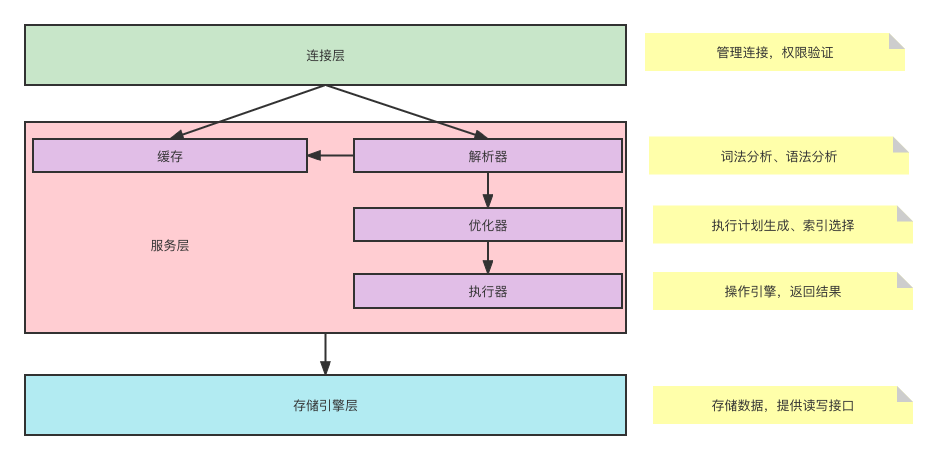 连接层
管理连接，权限验证
缓存
解析器
词法分析、语法分析
优化器
执行计划生成、索引选择
服务层
执行器
操作引擎，返回结果
存储引擎层
存储数据，提供读写接口